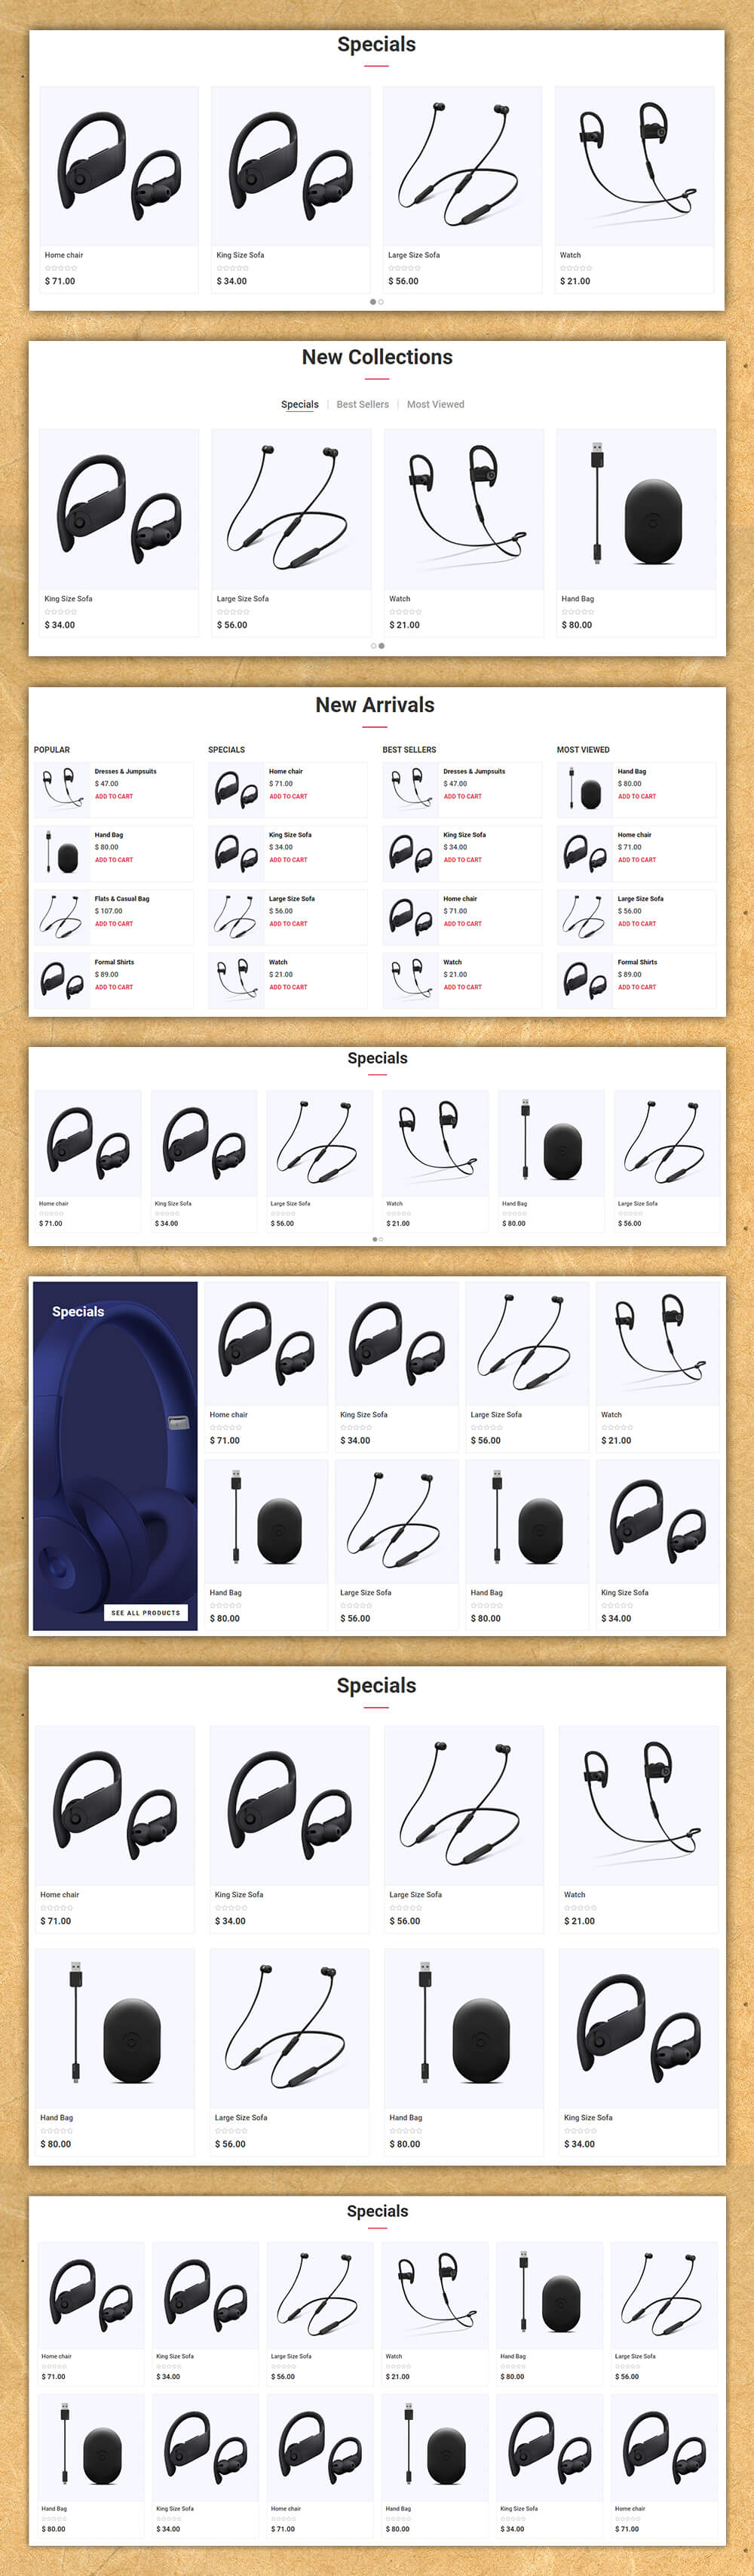 Specials
Home chair King Size Sofa Large Size Sofa Watch
$ 71.00 $ 34.00 $ 56.00 $ 21.00
New Collections
Specials | Best Sellers | Most Viewed
King Size Sofa Large Size Sofa Watch Hand Bag
$ 34.00 $ 56.00 $ 21.00 $ 80.00
New Arrivals
POPULAR SPECIALS BEST SELLERS MOST VIEWED
Dresses & Jumpsuits Home chair Dresses & Jumpsuits Hand Bag
$ 47.00 $ 71.00 $ 47.00 $ 80.00
ADD TO CART ADD TO CART ADD TO CART ADD TO CART
Hand Bag King Size Sofa King Size Sofa Home chair
$ 80.00 $ 34.00 $ 34.00 $ 71.00
ADD TO CART ADD TO CART ADD TO CART ADD TO CART
Flats & Casual Bag Large Size Sofa Home chair Large Size Sofa
$ 107.00 $ 56.00 $ 71.00 $ 56.00
ADD TO CART ADD TO CART ADD TO CART ADD TO CART
Formal Shirts Watch Watch Formal Shirts
$ 89.00 $ 21.00 $ 21.00 $ 89.00
ADD TO CART ADD TO CART ADD TO CART ADD TO CART
Specials
Home chair King Size Sofa Large Size Sofa Watch Hand Bag Large Size Sofa
$ 71.00 $ 34.00 $ 56.00 $ 21.00 $ 80.00 $ 56.00
Specials
Home chair King Size Sofa Large Size Sofa Watch
$ 71.00 $ 34.00 $ 56.00 $ 21.00
Hand Bag Large Size Sofa Hand Bag King Size Sofa
SEE ALL PRODUCTS
$ 80.00 $ 56.00 $ 80.00 $ 34.00
Specials
Home chair King Size Sofa Large Size Sofa Watch
$ 71.00 $ 34.00 $ 56.00 $ 21.00
Hand Bag Large Size Sofa Hand Bag King Size Sofa
$ 80.00 $ 56.00 $ 80.00 $ 34.00
Specials
Home chair King Size Sofa Large Size Sofa Watch Hand Bag Large Size Sofa
$ 71.00 $ 34.00 $ 56.00 $ 21.00 $ 80.00 $ 56.00
Hand Bag King Size Sofa Home chair Hand Bag King Size Sofa Home chair
$ 80.00 $ 34.00 $ 71.00 $ 80.00 $ 34.00 $ 71.00